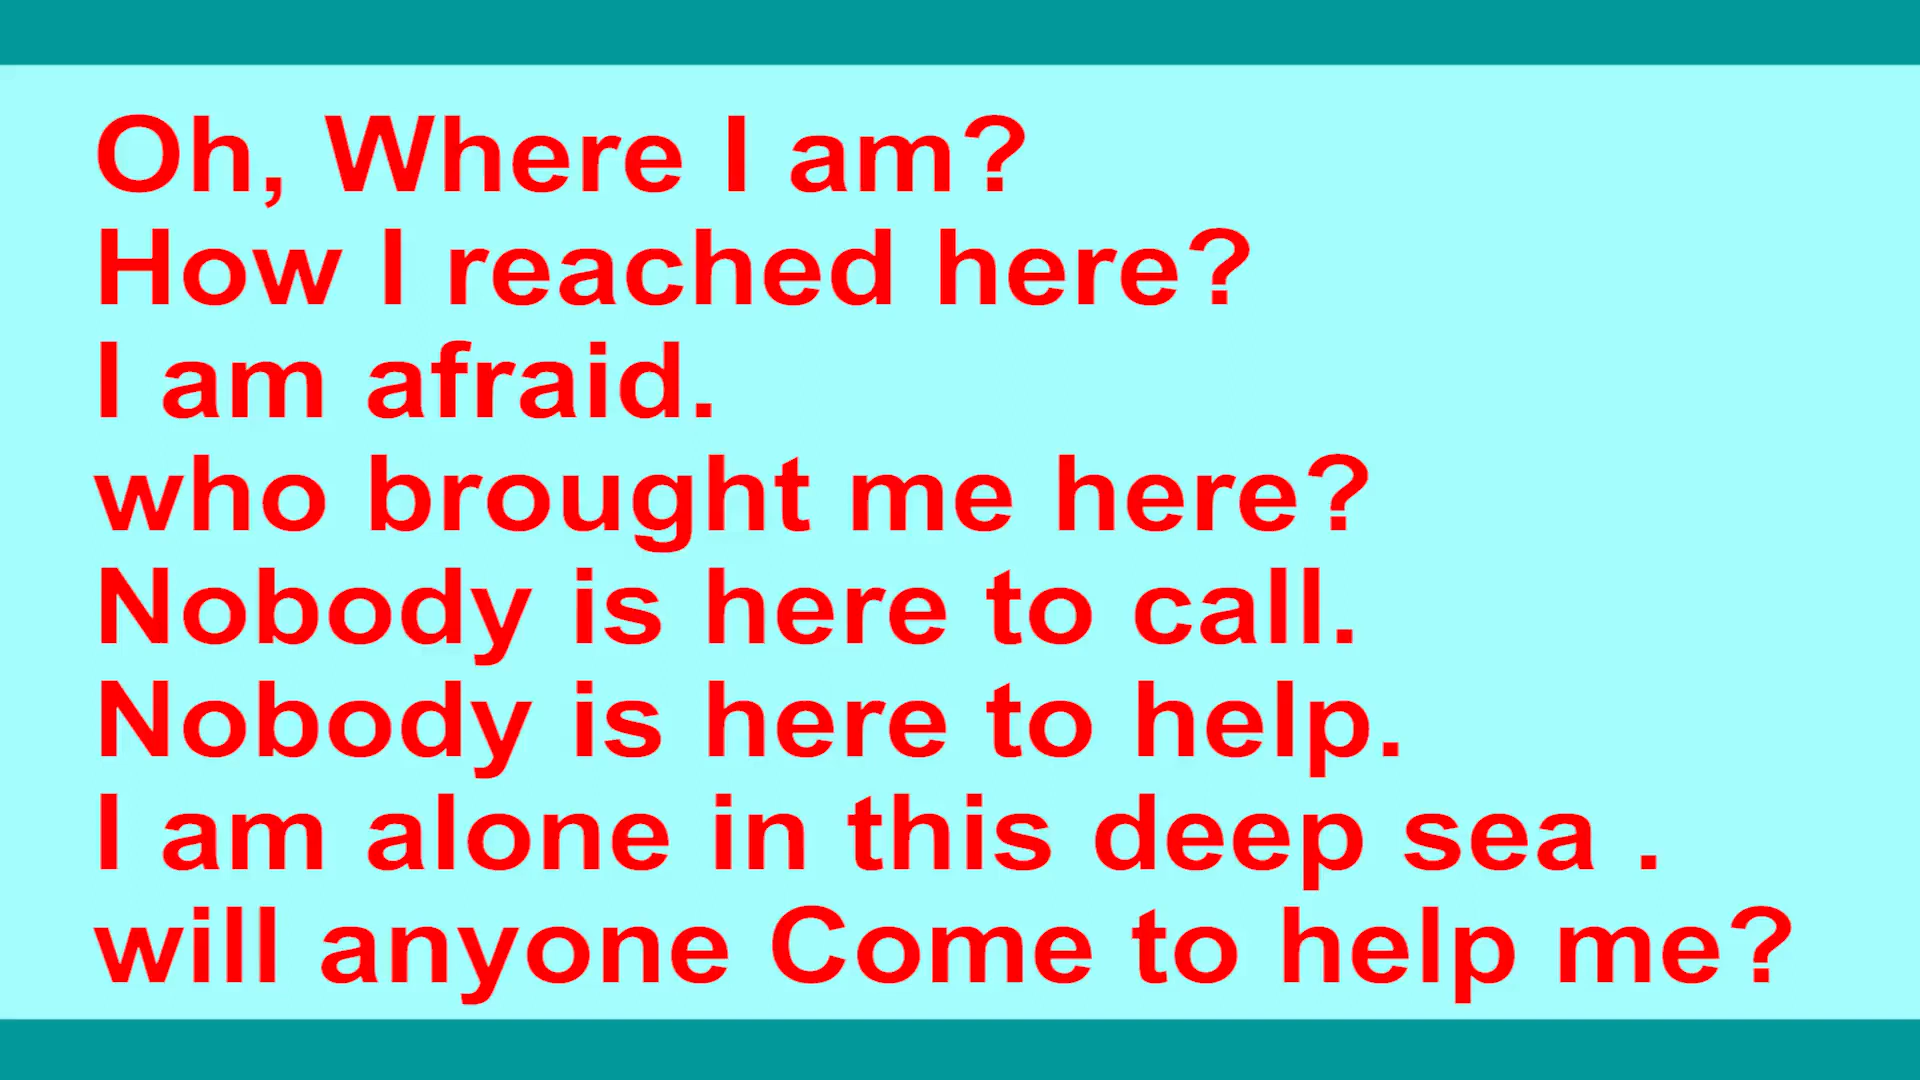 Oh, Where I am?
How I reached here?
I am afraid.
who brought me here?
Nobody is here to call.
Nobody is here to help.
I am alone in this deep sea .
will anyone Come to help me?